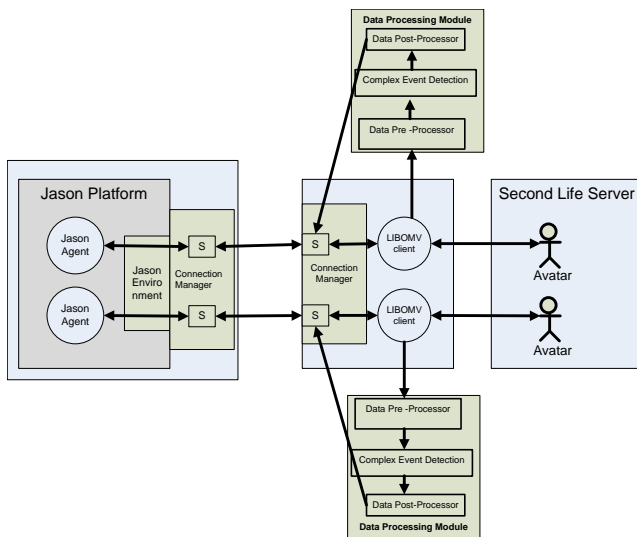 Data Processing Module
Data Post-Processor
Complex Event Detection
Data Pre -Processor
Jason Platform
Jason
Agent
Jason
Agent
Jason
Environ
ment
S
Connection
Manager
S
S
Connection
Manager
S
LIBOMV
client
LIBOMV
client
Second Life Server
Avatar
Avatar
Data Pre -Processor
Complex Event Detection
Data Post-Processor
Data Processing Module